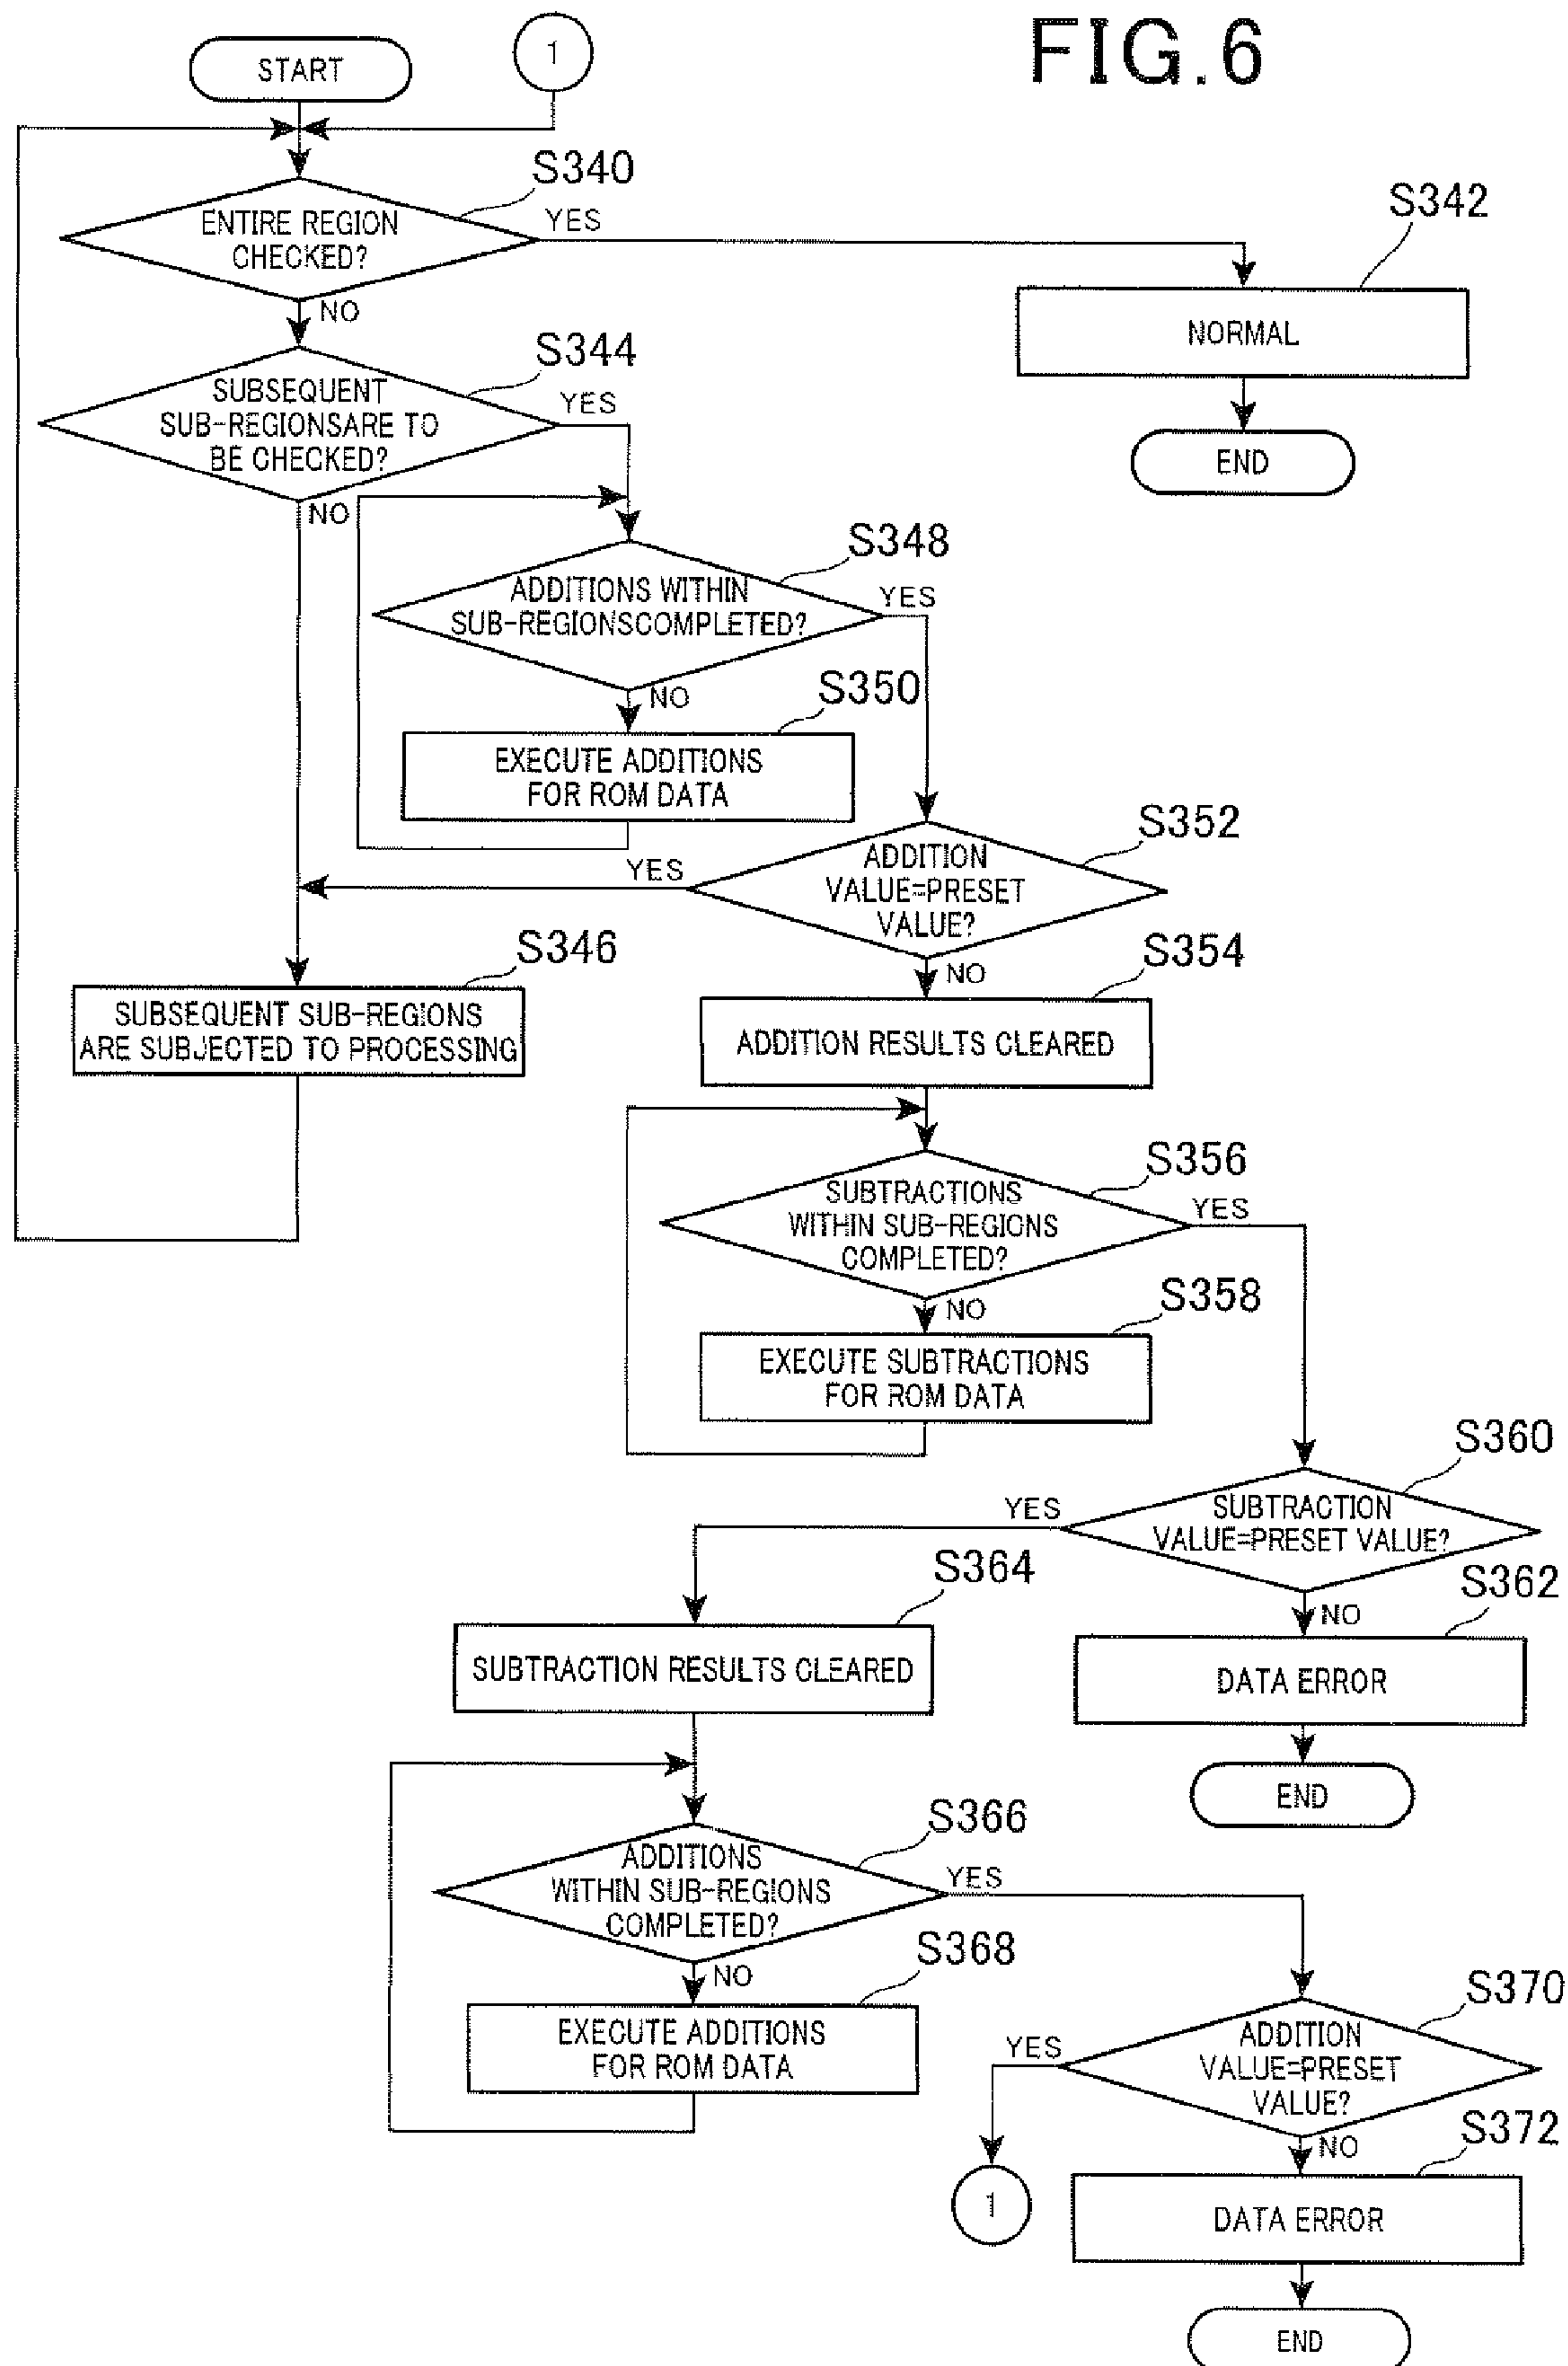 FIG.6
START
1
S340
ENTIRE REGION
CHECKED?
YES
NO
S342
NORMAL
END
S344
SUBSEQUENT
SUB-REGIONSARE TO
BE CHECKED?
YES
NO
S348
ADDITIONS WITHIN
SUB-REGIONSCOMPLETED?
YES
NO
S350
EXECUTE ADDITIONS
FOR ROM DATA
S352
ADDITION
VALUE=PRESET
VALUE?
YES
NO
S346
SUBSEQUENT SUB-REGIONS
ARE SUBJECTED TO PROCESSING
S354
ADDITION RESULTS CLEARED
S356
SUBTRACTIONS
WITHIN SUB-REGIONS
COMPLETED?
YES
NO
S358
EXECUTE SUBTRACTIONS
FOR ROM DATA
S360
SUBTRACTION
VALUE=PRESET VALUE?
YES
NO
S362
DATA ERROR
END
S364
SUBTRACTION RESULTS CLEARED
S366
ADDITIONS
WITHIN SUB-REGIONS
COMPLETED?
YES
NO
S368
EXECUTE ADDITIONS
FOR ROM DATA
S370
ADDITION
VALUE=PRESET
VALUE?
YES
NO
1
S372
DATA ERROR
END